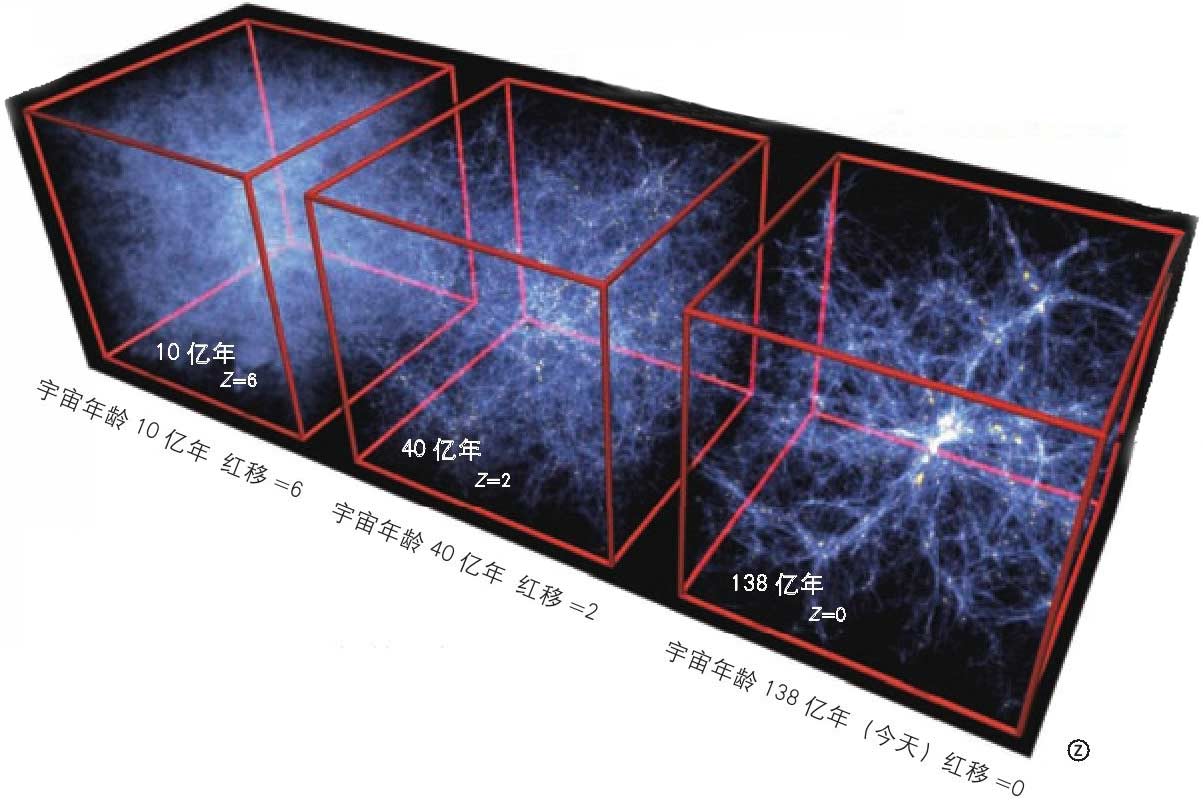 10 亿年
Z=6
宇宙年龄 10 亿年 红移 =6
40 亿年
Z=2
宇宙年龄 40 亿年 红移 =2
138 亿年
Z=0
宇宙年龄 138 亿年（今天）红移 =0
Ⓩ